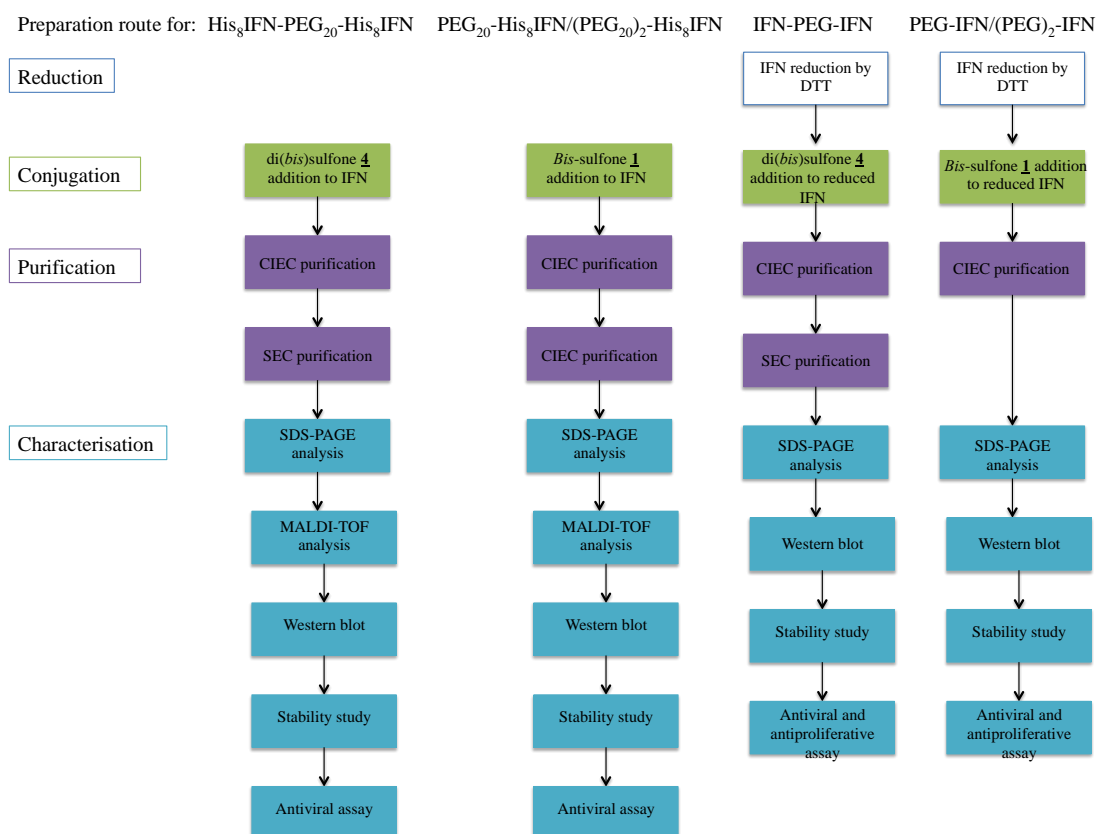 Preparation route for: His₈IFN-PEG₂₀-His₈IFN PEG₂₀-His₈IFN/(PEG₂₀)₂-His₈IFN IFN-PEG-IFN PEG-IFN/(PEG)₂-IFN
Reduction
IFN reduction by
DTT
IFN reduction by
DTT
Conjugation
di(bis)sulfone 4
addition to IFN
Bis-sulfone 1
addition to IFN
di(bis)sulfone 4
addition to reduced
IFN
Bis-sulfone 1 addition
to reduced IFN
Purification
CIEC purification
CIEC purification
CIEC purification
CIEC purification
SEC purification
CIEC purification
SEC purification
Characterisation
SDS-PAGE
analysis
SDS-PAGE
analysis
SDS-PAGE
analysis
SDS-PAGE
analysis
MALDI-TOF
analysis
MALDI-TOF
analysis
Western blot
Western blot
Western blot
Western blot
Stability study
Stability study
Stability study
Stability study
Antiviral assay
Antiviral assay
Antiviral and
antiproliferative
assay
Antiviral and
antiproliferative
assay